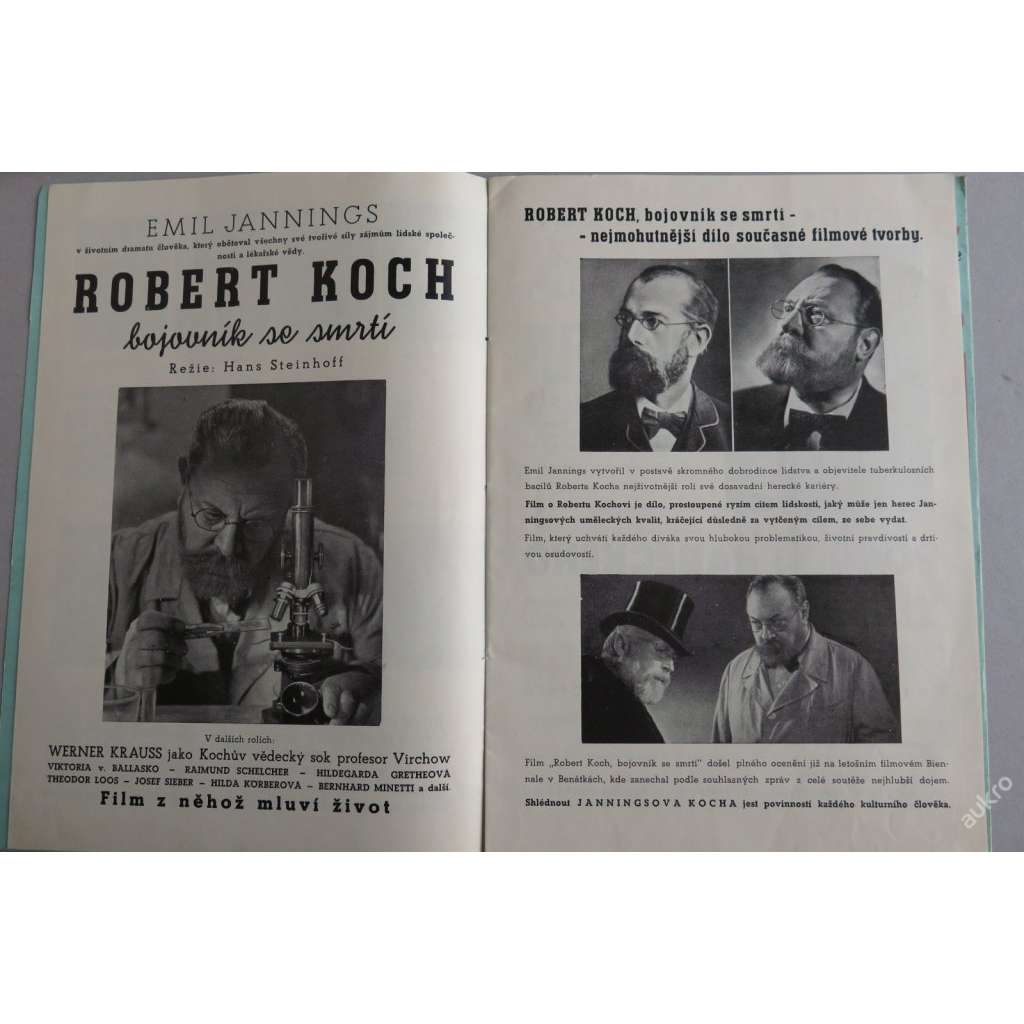 EMIL JANNINGS
v životním dramatu člověka, který obětoval všechny své tvořivé síly zájmům lidské společ-
nosti a lékařské vědy.
ROBERT KOCH
bojovník se smrtí
Režie: Hans Steinhoff
V dalších rolích:
WERNER KRAUSS jako Kochův vědecký sok profesor Virchow
VIKTORIA v. BALLASKO – RAIMUND SCHELCHER – HILDEGARDA GRETHEOVÁ
THEODOR LOOS – JOSEF SIEBER – HILDA KÖRBEROVÁ – BERNHARD MINETTI a další.
Film z něhož mluví život
ROBERT KOCH, bojovník se smrtí -
- nejmohutnější dílo současné filmové tvorby.
Emil Jannings vytvořil v postavě skromného dobrodince lidstva a objevitele tuberkulozních
bacilů Roberta Kocha nejživotnější roli své dosavadní herecké kariéry.
Film o Robertu Kochovi je dílo, prostoupené ryzím citem lidskosti, jaký může jen herec Jan-
ningsových uměleckých kvalit, kráčející důsledně za vytčeným cílem, ze sebe vydat.
Film, který uchvátí každého diváka svou hlubokou problematikou, životní pravdivostí a drti-
vou osudovostí.
Film „Robert Koch, bojovník se smrtí” došel plného ocenění již na letošním filmovém Bien-
nale v Benátkách, kde zanechal podle souhlasných zpráv z celé soutěže nejhlubší dojem.
Shlédnout JANNINGSOVA KOCHA jest povinností každého kulturního člověka.
aukro